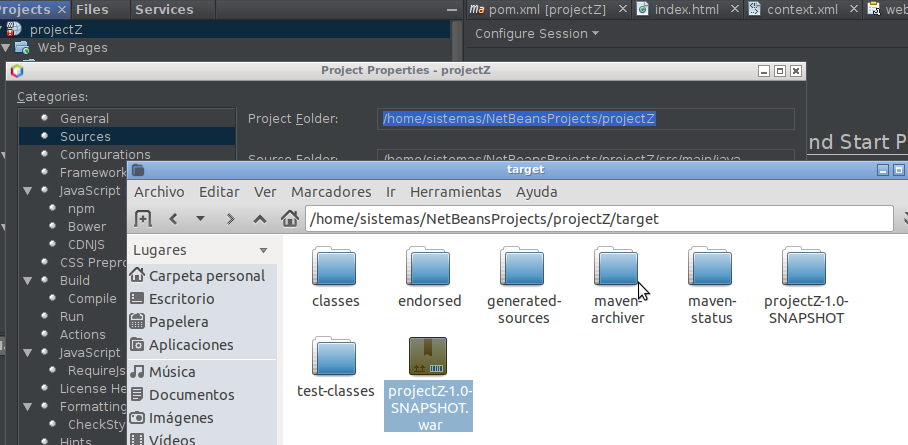 Projects × Files Services
pom.xml [projectZ] × index.html × context.xml × web
projectZ
Web Pages
Configure Session
Project Properties - projectZ
Categories:
General
Sources
Configurations
Framework
JavaScript
npm
Bower
CDNJS
CSS Prepro
Build
Compile
Run
Actions
JavaScript
RequireJs
License He
Formatting
CheckSty
Hints
Project Folder: /home/sistemas/NetBeansProjects/projectZ
Source Folder: /home/sistemas/NetBeansProjects/projectZ/src/main/java
nd Start P
target
Archivo Editar Ver Marcadores Ir Herramientas Ayuda
/home/sistemas/NetBeansProjects/projectZ/target
Lugares
Carpeta personal
Escritorio
Papelera
Aplicaciones
Música
Documentos
Imágenes
Vídeos
classes
endorsed
generated-
sources
maven-
archiver
maven-
status
projectZ-1.0-
SNAPSHOT
test-classes
projectZ-1.0-
SNAPSHOT.
war